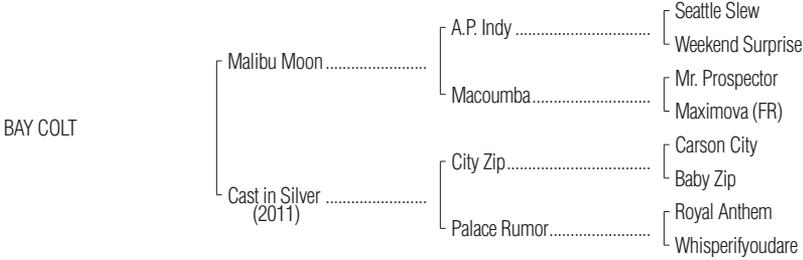 Seattle Slew
A.P. Indy ................................
Weekend Surprise
Malibu Moon ........................
Mr. Prospector
Macoumba............................
Maximova (FR)
BAY COLT
Carson City
City Zip..................................
Baby Zip
Cast in Silver ........................
(2011)
Royal Anthem
Palace Rumor........................
Whisperifyoudare